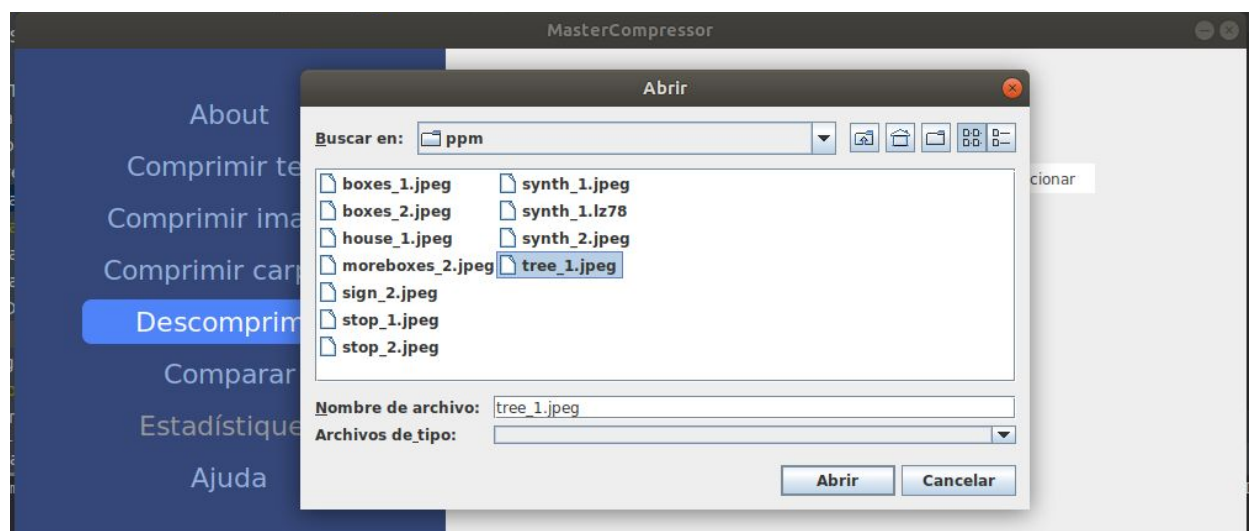 MasterCompressor
Abrir
About
Buscar en: ppm
Comprimir te
boxes_1.jpeg synth_1.jpeg
cionar
boxes_2.jpeg synth_1.lz78
Comprimir ima
house_1.jpeg synth_2.jpeg
moreboxes_2.jpeg tree_1.jpeg
Comprimir carp
sign_2.jpeg
Descomprim
stop_1.jpeg
stop_2.jpeg
Comparar
Nombre de archivo: tree_1.jpeg
Estadístique
Archivos de tipo:
Ajuda
Abrir Cancelar